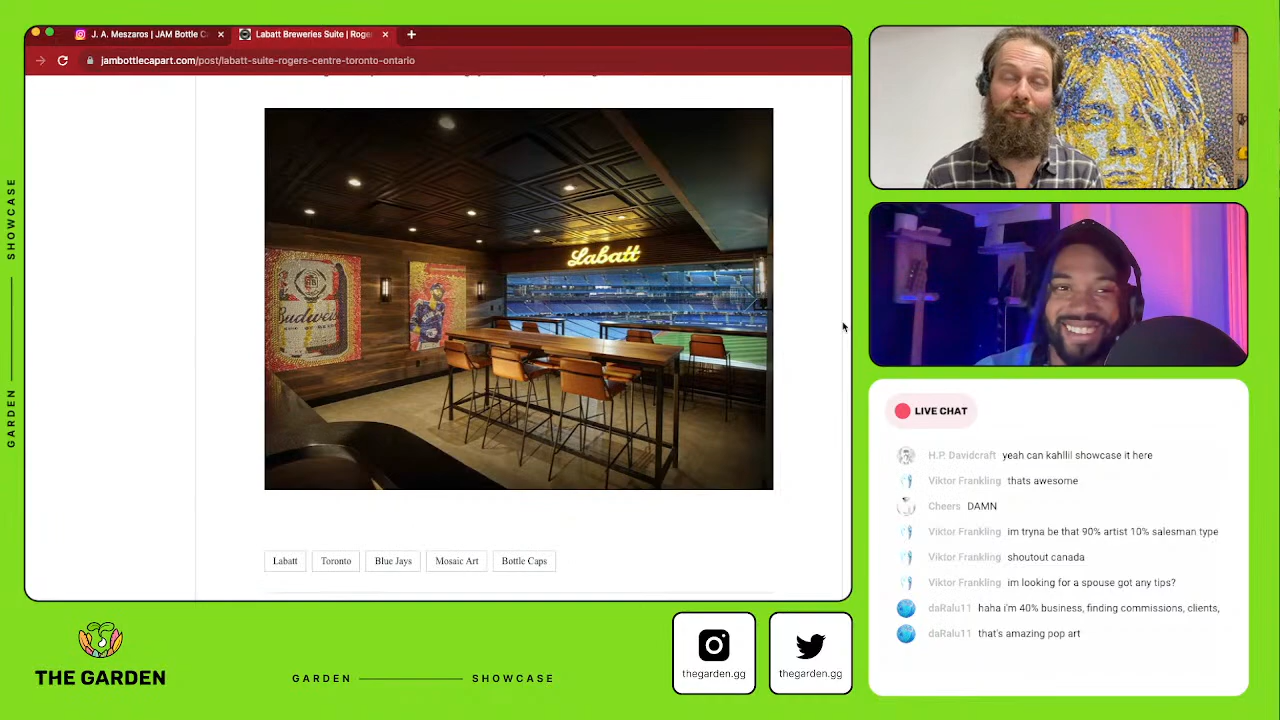 J. A. Meszaros | JAM Bottle C
Labatt Breweries Suite | Roge
jambottlecapart.com/post/labatt-suite-rogers-centre-toronto-ontario
Labatt
Budweis
Labatt
Toronto
Blue Jays
Mosaic Art
Bottle Caps
GARDEN
SHOWCASE
THE GARDEN
GARDEN
SHOWCASE
thegarden.gg
thegarden.gg
LIVE CHAT
H.P. Davidcraft yeah can kahllil showcase it here
Viktor Frankling thats awesome
Cheers DAMN
Viktor Frankling im tryna be that 90% artist 10% salesman type
Viktor Frankling shoutout canada
Viktor Frankling im looking for a spouse got any tips?
daRalu11 haha i'm 40% business, finding commissions, clients,
daRalu11 that's amazing pop art